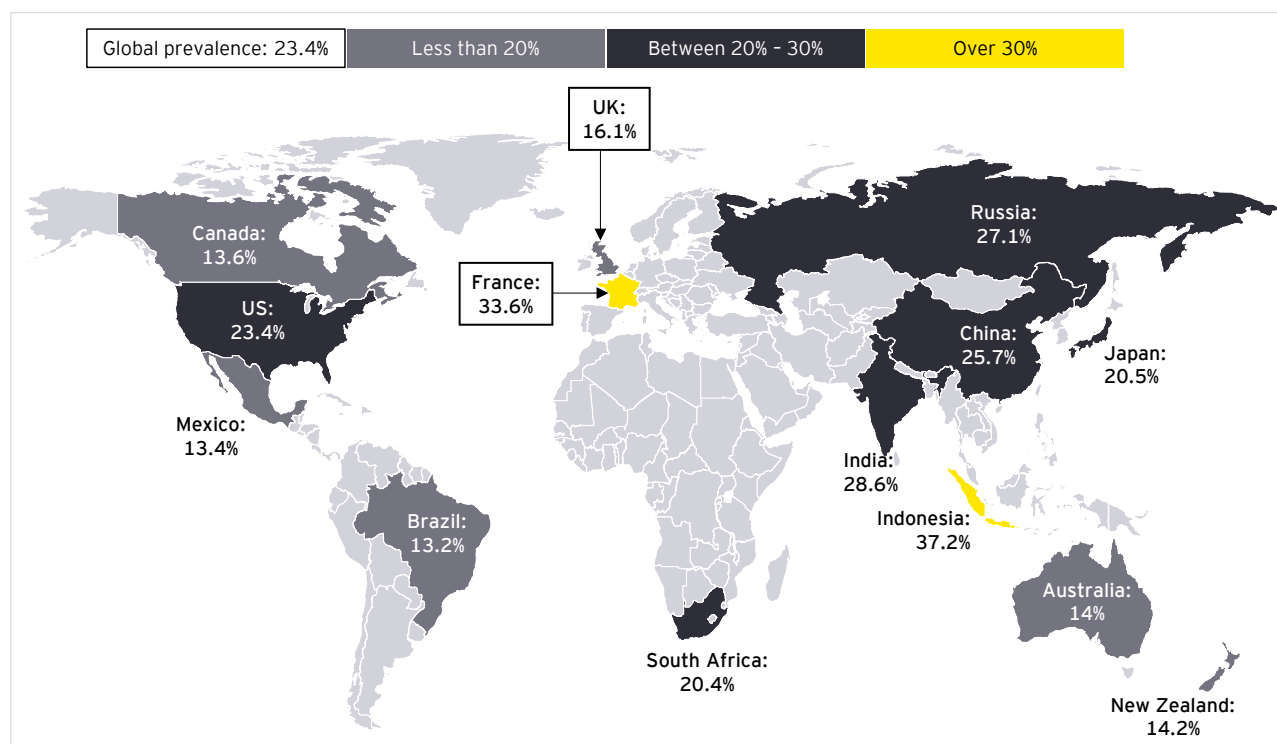 Global prevalence: 23.4%
Less than 20%
Between 20% – 30%
Over 30%
UK:
16.1%
Russia:
27.1%
Canada:
13.6%
France:
33.6%
US:
23.4%
China:
25.7%
Japan:
20.5%
Mexico:
13.4%
India:
28.6%
Indonesia:
37.2%
Brazil:
13.2%
Australia:
14%
South Africa:
20.4%
New Zealand:
14.2%